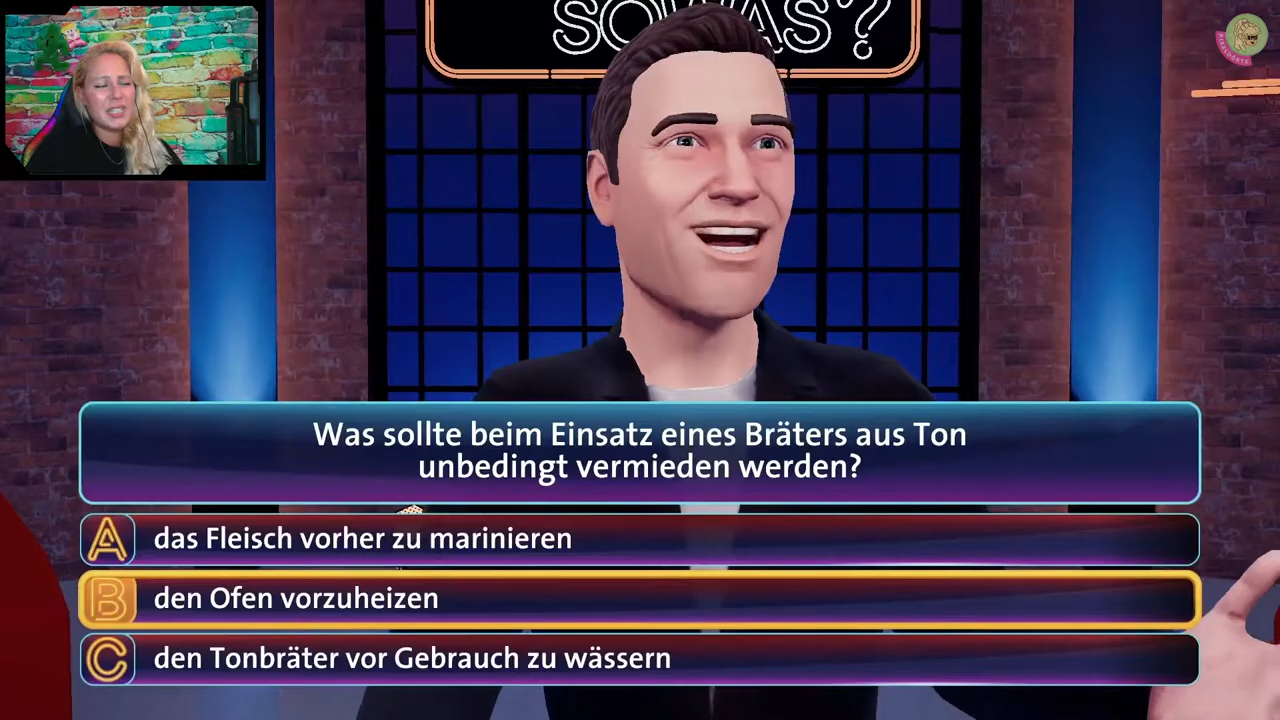 SOWAS?
Was sollte beim Einsatz eines Bräters aus Ton
unbedingt vermieden werden?
A das Fleisch vorher zu marinieren
B den Ofen vorzuheizen
C den Tonbräter vor Gebrauch zu wässern